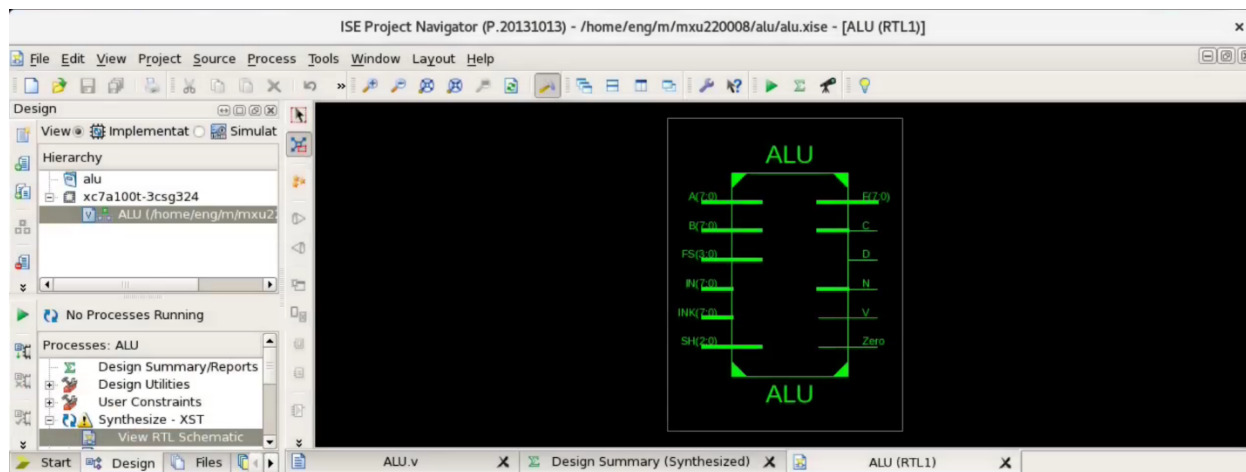 ISE Project Navigator (P.20131013) - /home/eng/m/mxu220008/alu/alu.xise - [ALU (RTL1)]
File Edit View Project Source Process Tools Window Layout Help
Design
View Implementat Simulat
Hierarchy
alu
xc7a100t-3csg324
ALU (/home/eng/m/mxu22
No Processes Running
Processes: ALU
Design Summary/Reports
Design Utilities
User Constraints
Synthesize - XST
View RTL Schematic
Start Design Files
ALU
A(7:0) F(7:0)
B(7:0) C
FS(3:0) D
IN(7:0) N
INK(7:0) V
SH(2:0) Zero
ALU
ALU.v Design Summary (Synthesized) ALU (RTL1)